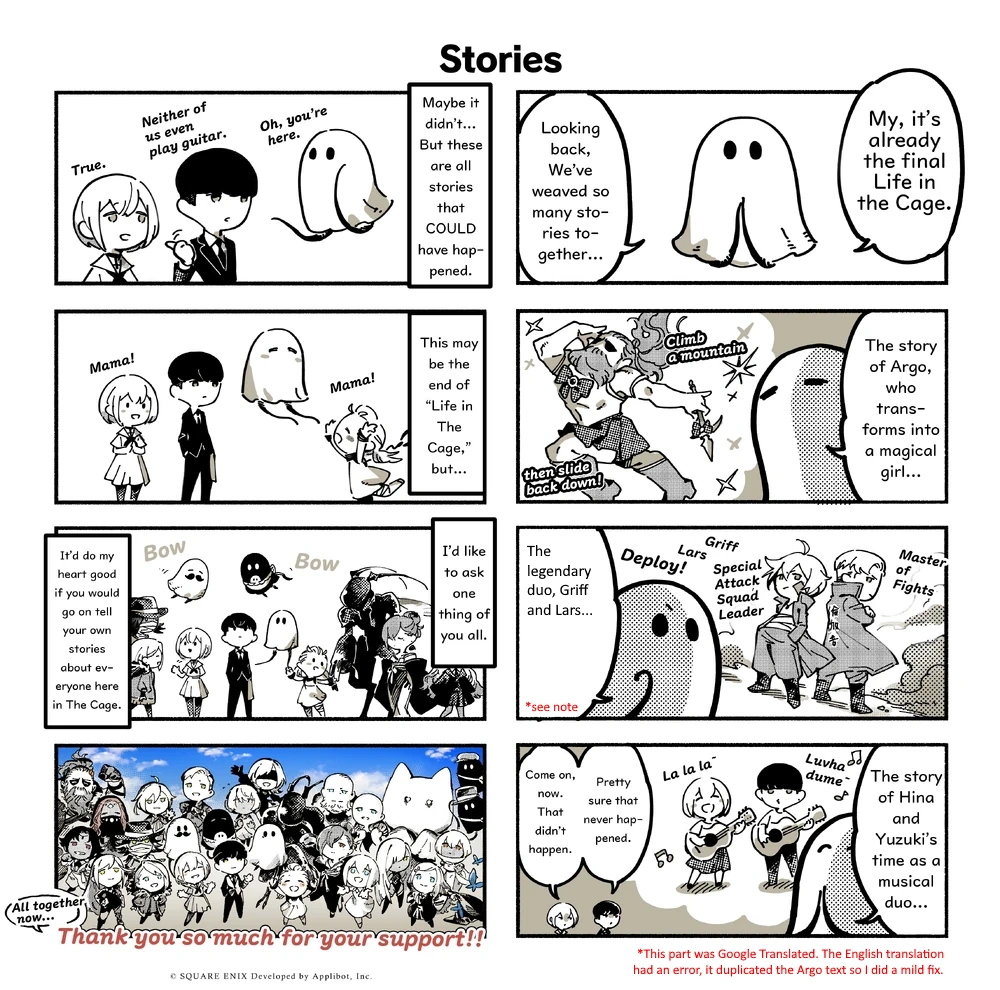 Stories
My, it's
already
the final
Life in
the Cage.
Looking
back,
We've
weaved so
many sto-
ries to-
gether...
The story
of Argo,
who
trans-
forms into
a magical
girl...
Climb
a mountain
then slide
back down!
The
legendary
duo, Griff
and Lars...
*see note
Deploy!
Lars
Griff
Special
Attack
Squad
Leader
Master
of
Fights
The story
of Hina
and
Yuzuki's
time as a
musical
duo...
Luvha
dume~
La la la~
Pretty
sure that
never hap-
pened.
Come on,
now.
That
didn't
happen.
Maybe it
didn't...
But these
are all
stories
that
COULD
have hap-
pened.
Oh, you're
here.
Neither of
us even
play guitar.
True.
This may
be the
end of
"Life in
The
Cage,"
but...
Mama!
Mama!
I'd like
to ask
one
thing of
you all.
Bow
Bow
It'd do my
heart good
if you would
go on tell
your own
stories
about ev-
eryone here
in The Cage.
All together
now...
Thank you so much for your support!!
*This part was Google Translated. The English translation
had an error, it duplicated the Argo text so I did a mild fix.
© SQUARE ENIX Developed by Applibot, Inc.